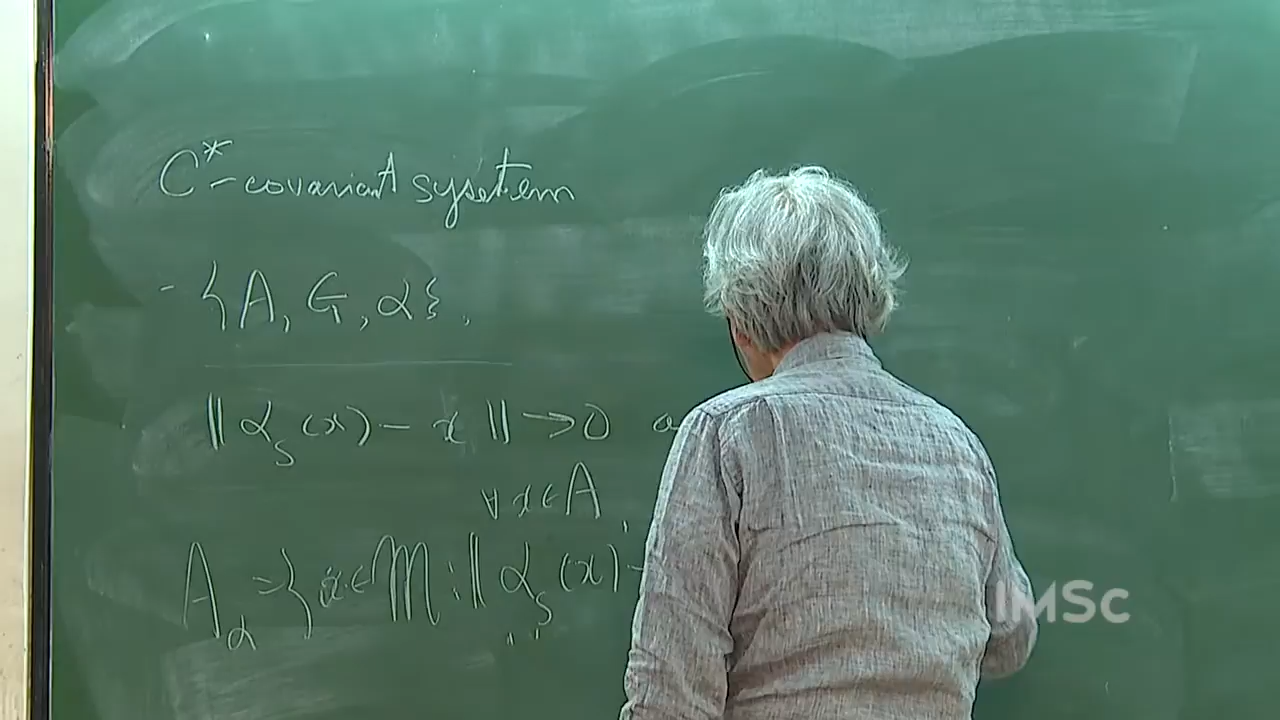 C*-covariant system
- {A, G, α},
‖α_s(x) - x‖ → 0
∀ x ∈ A,
A_α = {x ∈ M : ‖α_s(x) -
IMSc